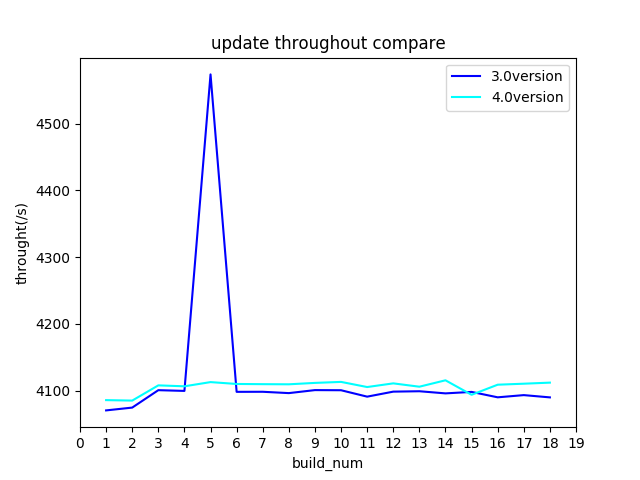 update throughout compare
3.0version
4.0version
throught(/s)
4500
4400
4300
4200
4100
0 1 2 3 4 5 6 7 8 9 10 11 12 13 14 15 16 17 18 19
build_num